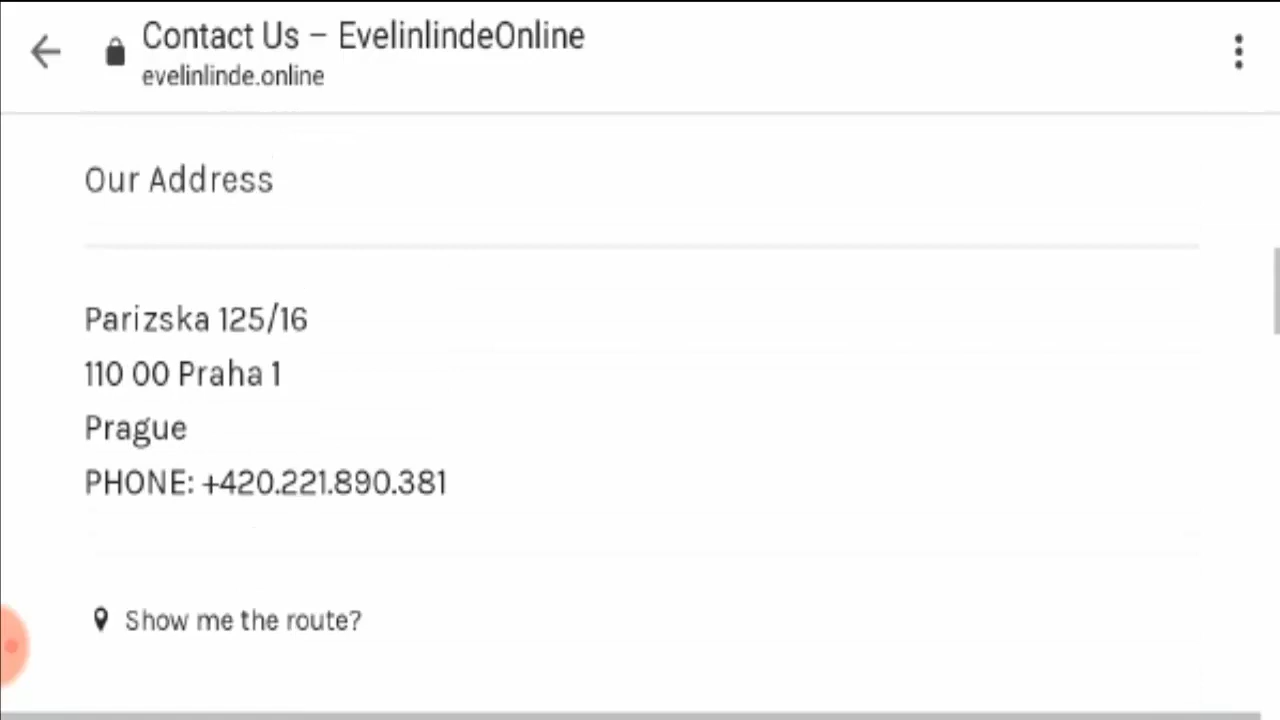 Contact Us – EvelinlindeOnline
evelinlinde.online
Our Address
Parizska 125/16
110 00 Praha 1
Prague
PHONE: +420.221.890.381
Show me the route?